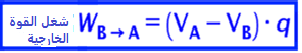 شغل القوة
الخارجية
W_{B→A} = (V_A − V_B) · q